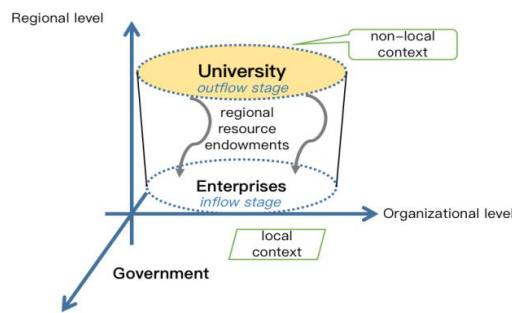 Regional level
non-local
context
University
outflow stage
regional
resource
endowments
Enterprises
inflow stage
Organizational level
local
context
Government